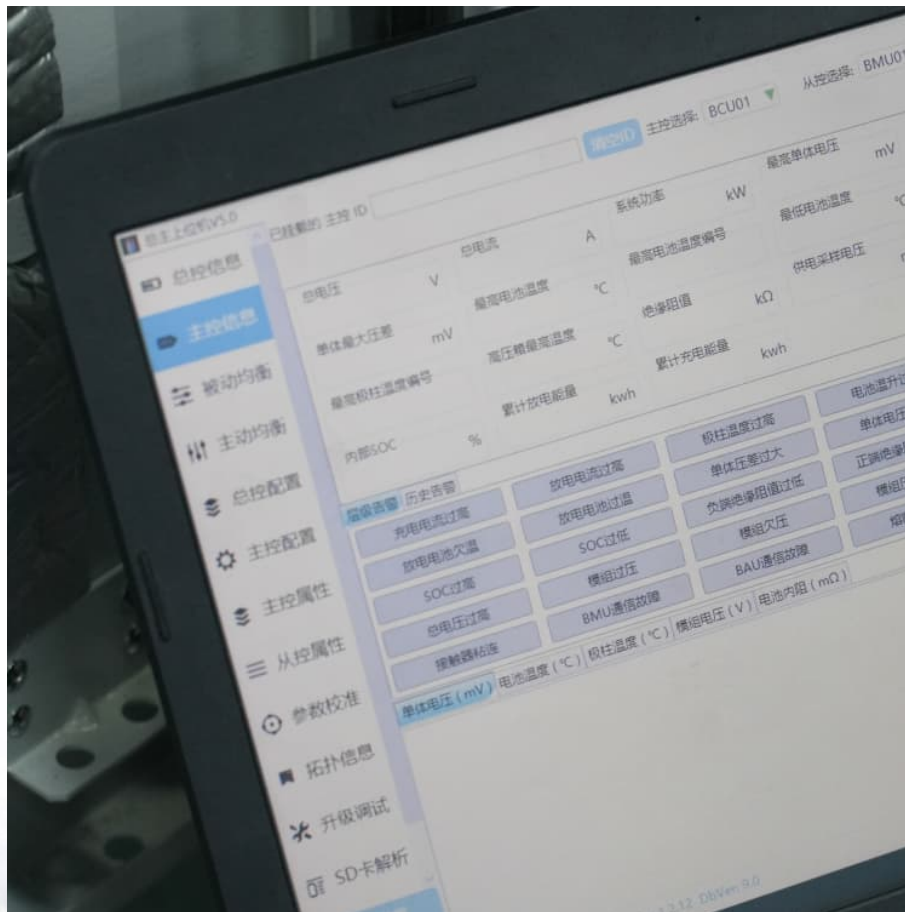 总主上位机V5.0
已挂载的 主控 ID
清空ID
主控选择: BCU01
从控选择: BMU01
总控信息
主控信息
被动均衡
主动均衡
总控配置
主控配置
主控属性
从控属性
参数校准
拓扑信息
升级调试
SD卡解析
总电压 V
总电流 A
系统功率 kW
最高单体电压 mV
单体最大压差 mV
最高电池温度 ℃
最高电池温度编号
最低电池温度 ℃
最高极柱温度编号
高压箱最高温度 ℃
绝缘阻值 kΩ
供电采样电压
内部SOC %
累计放电能量 kwh
累计充电能量 kwh
层级告警 历史告警
充电电流过高
放电电流过高
极柱温度过高
电池温升过
放电电池欠温
放电电池过温
单体压差过大
单体电压
SOC过高
SOC过低
负端绝缘阻值过低
正端绝缘阻
总电压过高
模组过压
模组欠压
接触器粘连
BMU通信故障
BAU通信故障
单体电压（mV） 电池温度（℃） 极柱温度（℃） 模组电压（V） 电池内阻（mΩ）
DbVen 9.0